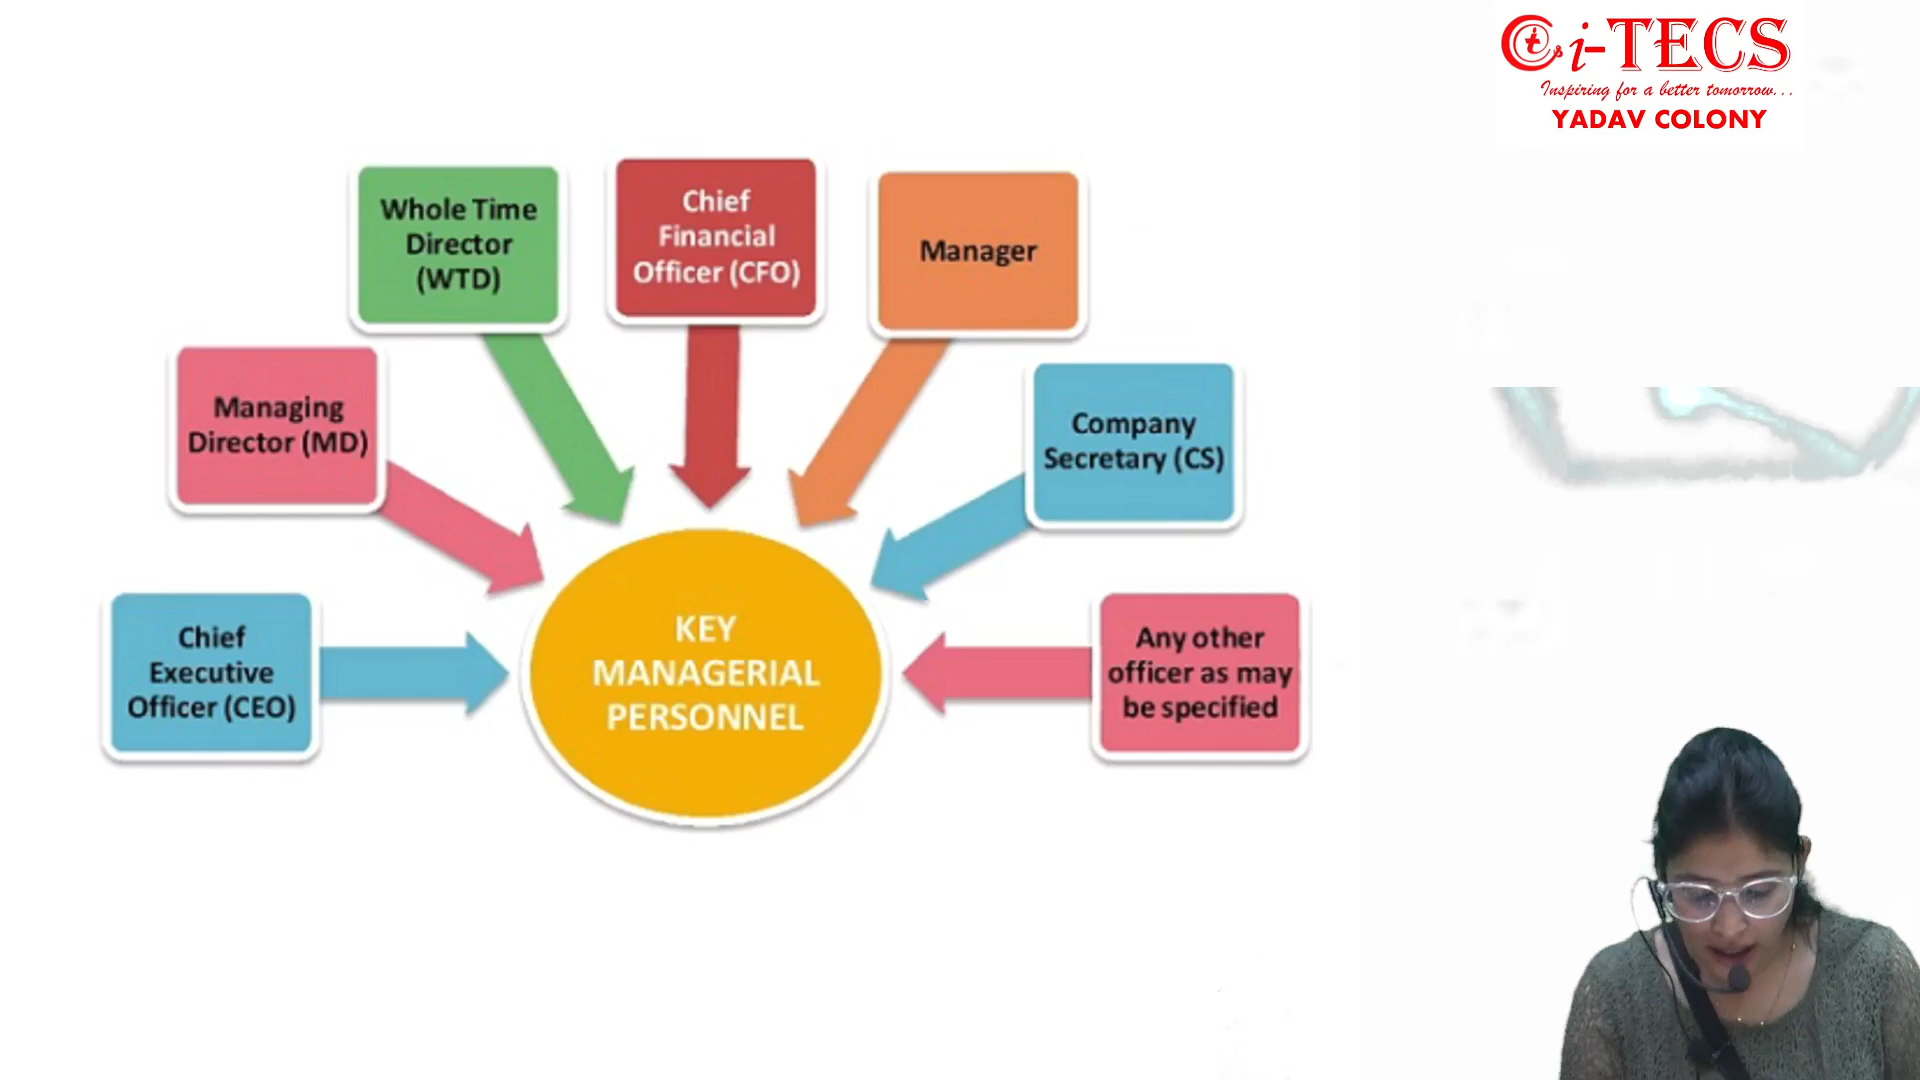 i-TECS
Inspiring for a better tomorrow...
YADAV COLONY
Whole Time
Director
(WTD)
Chief
Financial
Officer (CFO)
Manager
Managing
Director (MD)
Company
Secretary (CS)
Chief
Executive
Officer (CEO)
KEY
MANAGERIAL
PERSONNEL
Any other
officer as may
be specified